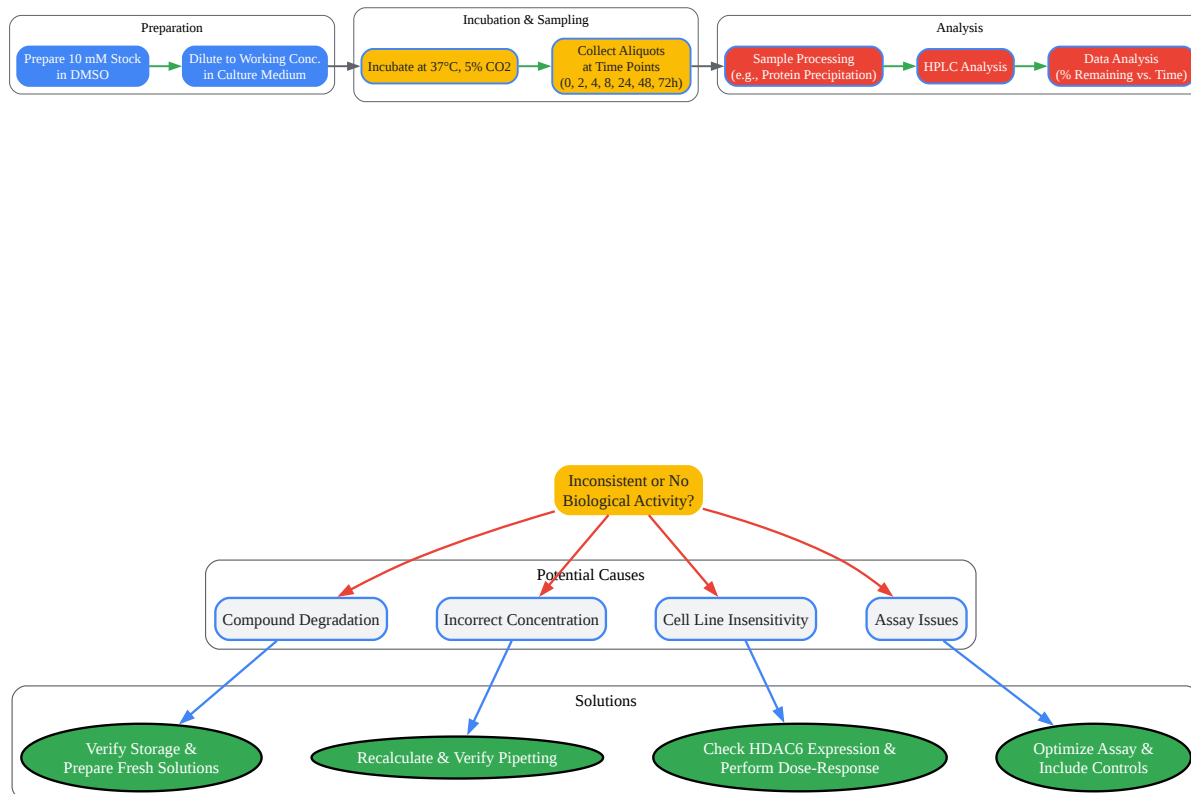 Preparation
Prepare 10 mM Stock
in DMSO
Dilute to Working Conc.
in Culture Medium
Incubation & Sampling
Incubate at 37°C, 5% CO2
Collect Aliquots
at Time Points
(0, 2, 4, 8, 24, 48, 72h)
Analysis
Sample Processing
(e.g., Protein Precipitation)
HPLC Analysis
Data Analysis
(% Remaining vs. Time)
Inconsistent or No
Biological Activity?
Potential Causes
Compound Degradation
Incorrect Concentration
Cell Line Insensitivity
Assay Issues
Solutions
Verify Storage &
Prepare Fresh Solutions
Recalculate & Verify Pipetting
Check HDAC6 Expression &
Perform Dose-Response
Optimize Assay &
Include Controls